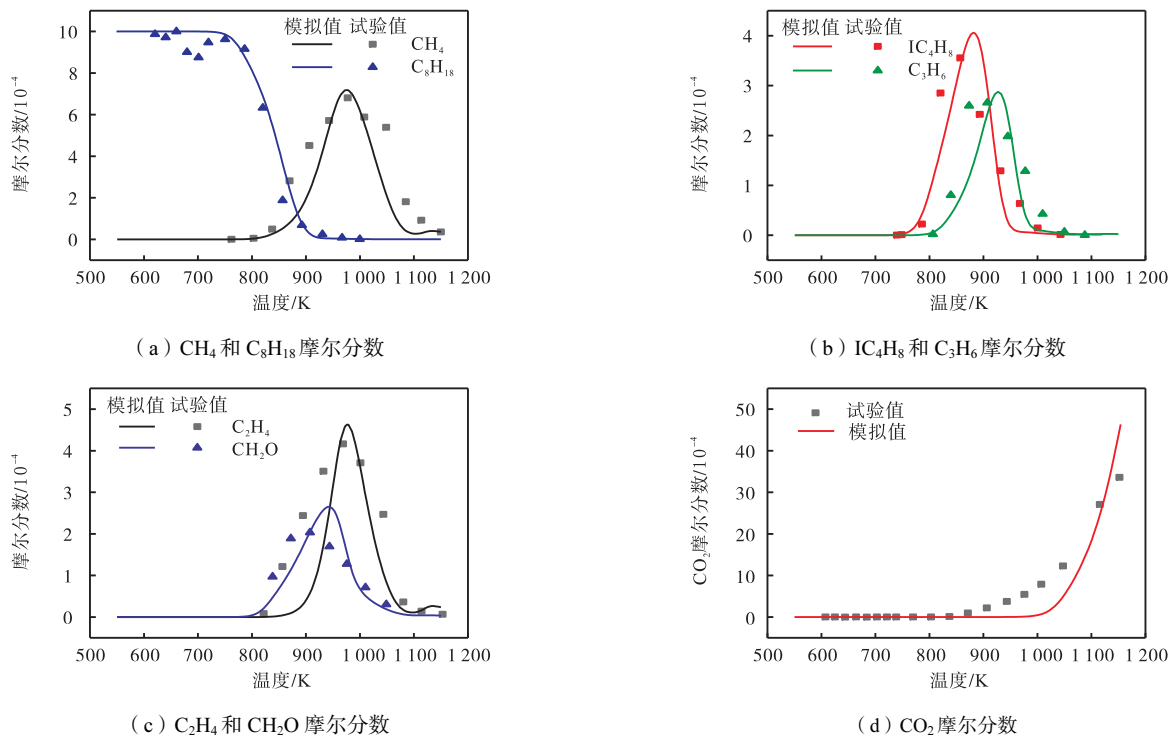 模拟值 试验值
CH₄
C₈H₁₈
10
8
6
4
2
0
摩尔分数/10⁻⁴
500 600 700 800 900 1 000 1 100 1 200
温度/K
（a）CH₄ 和 C₈H₁₈ 摩尔分数
模拟值 试验值
IC₄H₈
C₃H₆
4
3
2
1
0
摩尔分数/10⁻⁴
500 600 700 800 900 1 000 1 100 1 200
温度/K
（b）IC₄H₈ 和 C₃H₆ 摩尔分数
模拟值 试验值
C₂H₄
CH₂O
5
4
3
2
1
0
摩尔分数/10⁻⁴
500 600 700 800 900 1 000 1 100 1 200
温度/K
（c）C₂H₄ 和 CH₂O 摩尔分数
试验值
模拟值
50
40
30
20
10
0
CO₂摩尔分数/10⁻⁴
500 600 700 800 900 1 000 1 100 1 200
温度/K
（d）CO₂ 摩尔分数